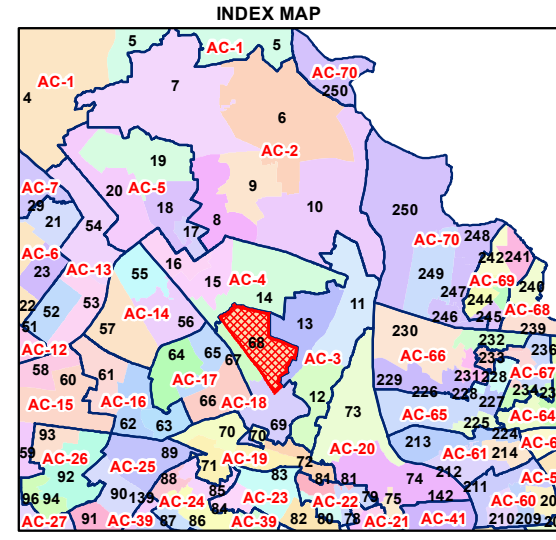 INDEX MAP
5 AC-1 5
AC-1 7 AC-70
4 250
6
19 AC-2
20 AC-5 9
AC-7 18 8 10 250
29 21 54 17 AC-70 248
AC-6 16 242 241
23 AC-13 55 15 AC-4 249 AC-69 240
22 52 53 AC-14 14 11 247 244 AC-68
51 57 56 13 246 245 239
AC-12 68 230 232 236
58 64 65 67 AC-3 AC-66 233 AC-67
60 61 AC-17 229 231 228 234
AC-15 AC-16 66 AC-18 12 226 228 227 AC-64
93 62 63 70 70 69 73 AC-65 225 224
59 AC-26 89 AC-19 AC-20 213 AC-61 214
92 AC-25 88 71 72 212
96 94 90 139 85 83 81 81 74 211 AC-60
AC-24 84 AC-23 AC-22 79 75 142
AC-27 91 AC-39 87 86 AC-39 82 80 78 AC-21 AC-41 210 209